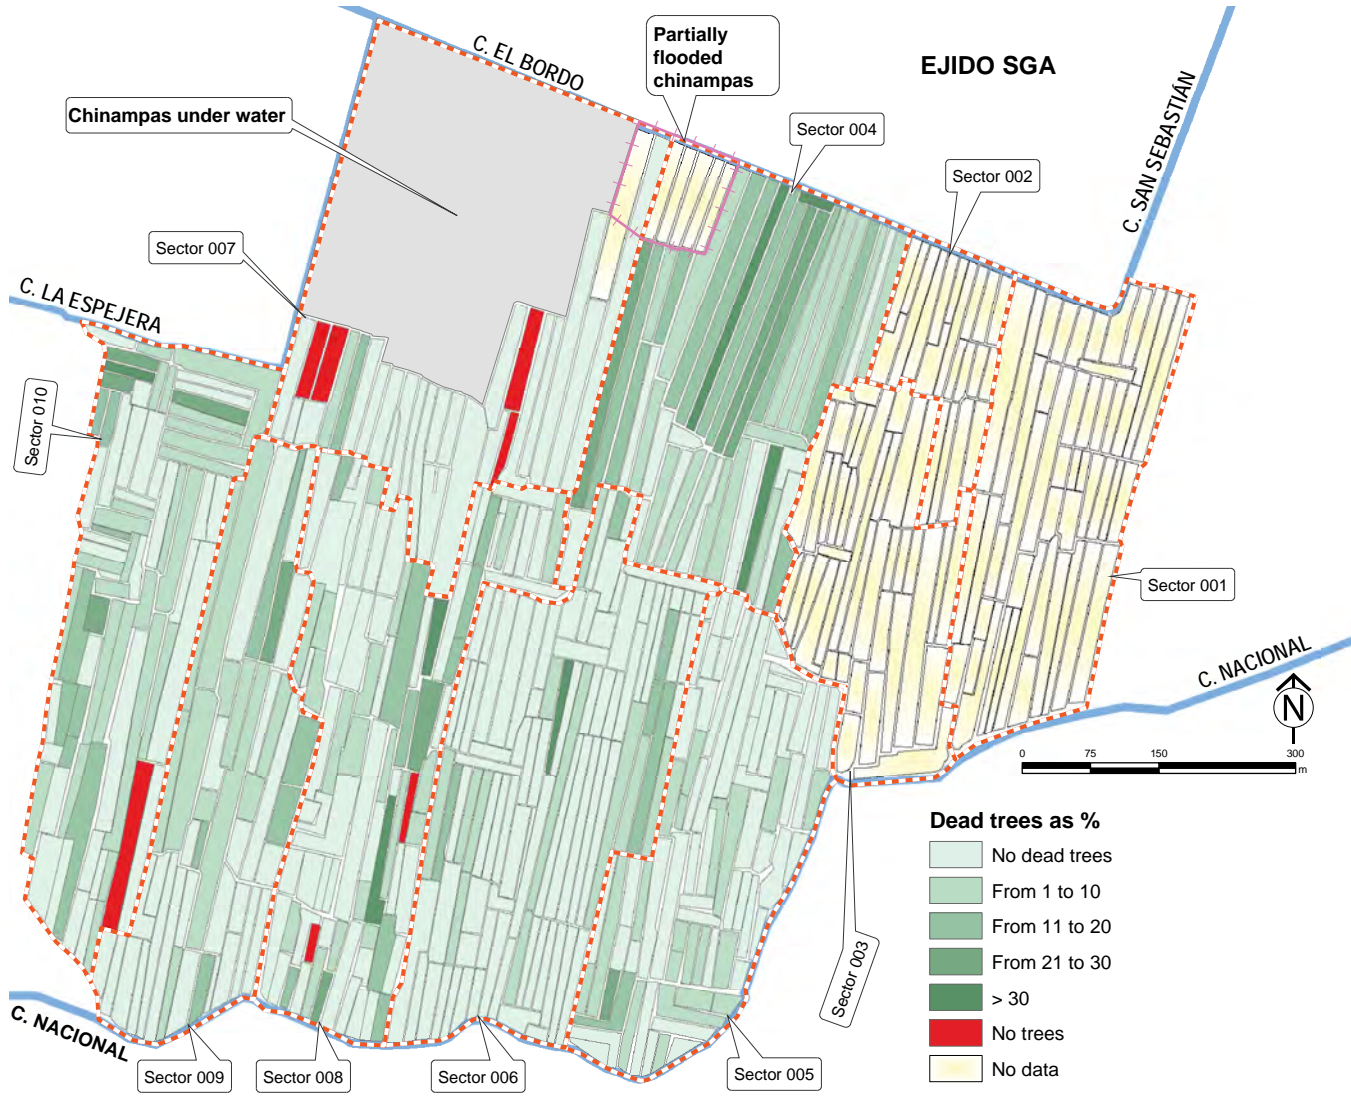 C. EL BORDO
Partially
flooded
chinampas
EJIDO SGA
C. SAN SEBASTIÁN
Chinampas under water
Sector 004
Sector 002
Sector 007
C. LA ESPEJERA
Sector 010
Sector 001
C. NACIONAL
N
0 75 150 300
m
Dead trees as %
No dead trees
From 1 to 10
From 11 to 20
From 21 to 30
> 30
No trees
No data
Sector 003
C. NACIONAL
Sector 009
Sector 008
Sector 006
Sector 005